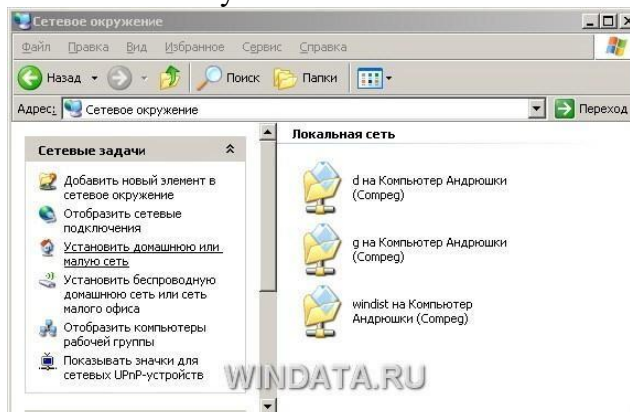 Сетевое окружение
Файл Правка Вид Избранное Сервис Справка
Назад Поиск Папки
Адрес: Сетевое окружение Переход
Сетевые задачи
Добавить новый элемент в
сетевое окружение
Отобразить сетевые
подключения
Установить домашнюю или
малую сеть
Установить беспроводную
домашнюю сеть или сеть
малого офиса
Отобразить компьютеры
рабочей группы
Показывать значки для
сетевых UPnP-устройств
Локальная сеть
d на Компьютер Андрюшки
(Compeg)
g на Компьютер Андрюшки
(Compeg)
windist на Компьютер
Андрюшки (Compeg)
WINDATA.RU